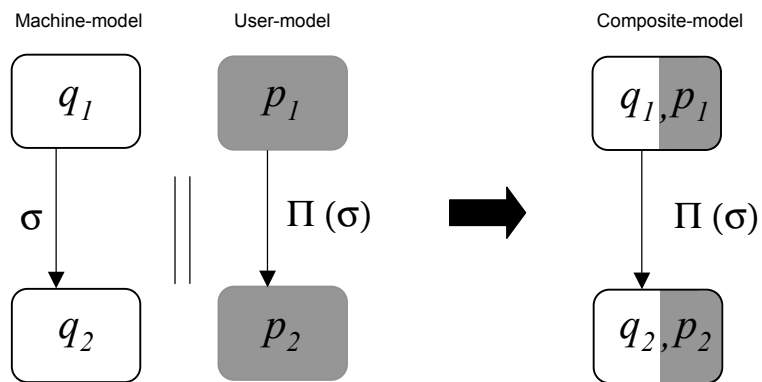 Machine-model User-model Composite-model
q1 p1 q1,p1
σ || Π (σ) Π (σ)
q2 p2 q2,p2